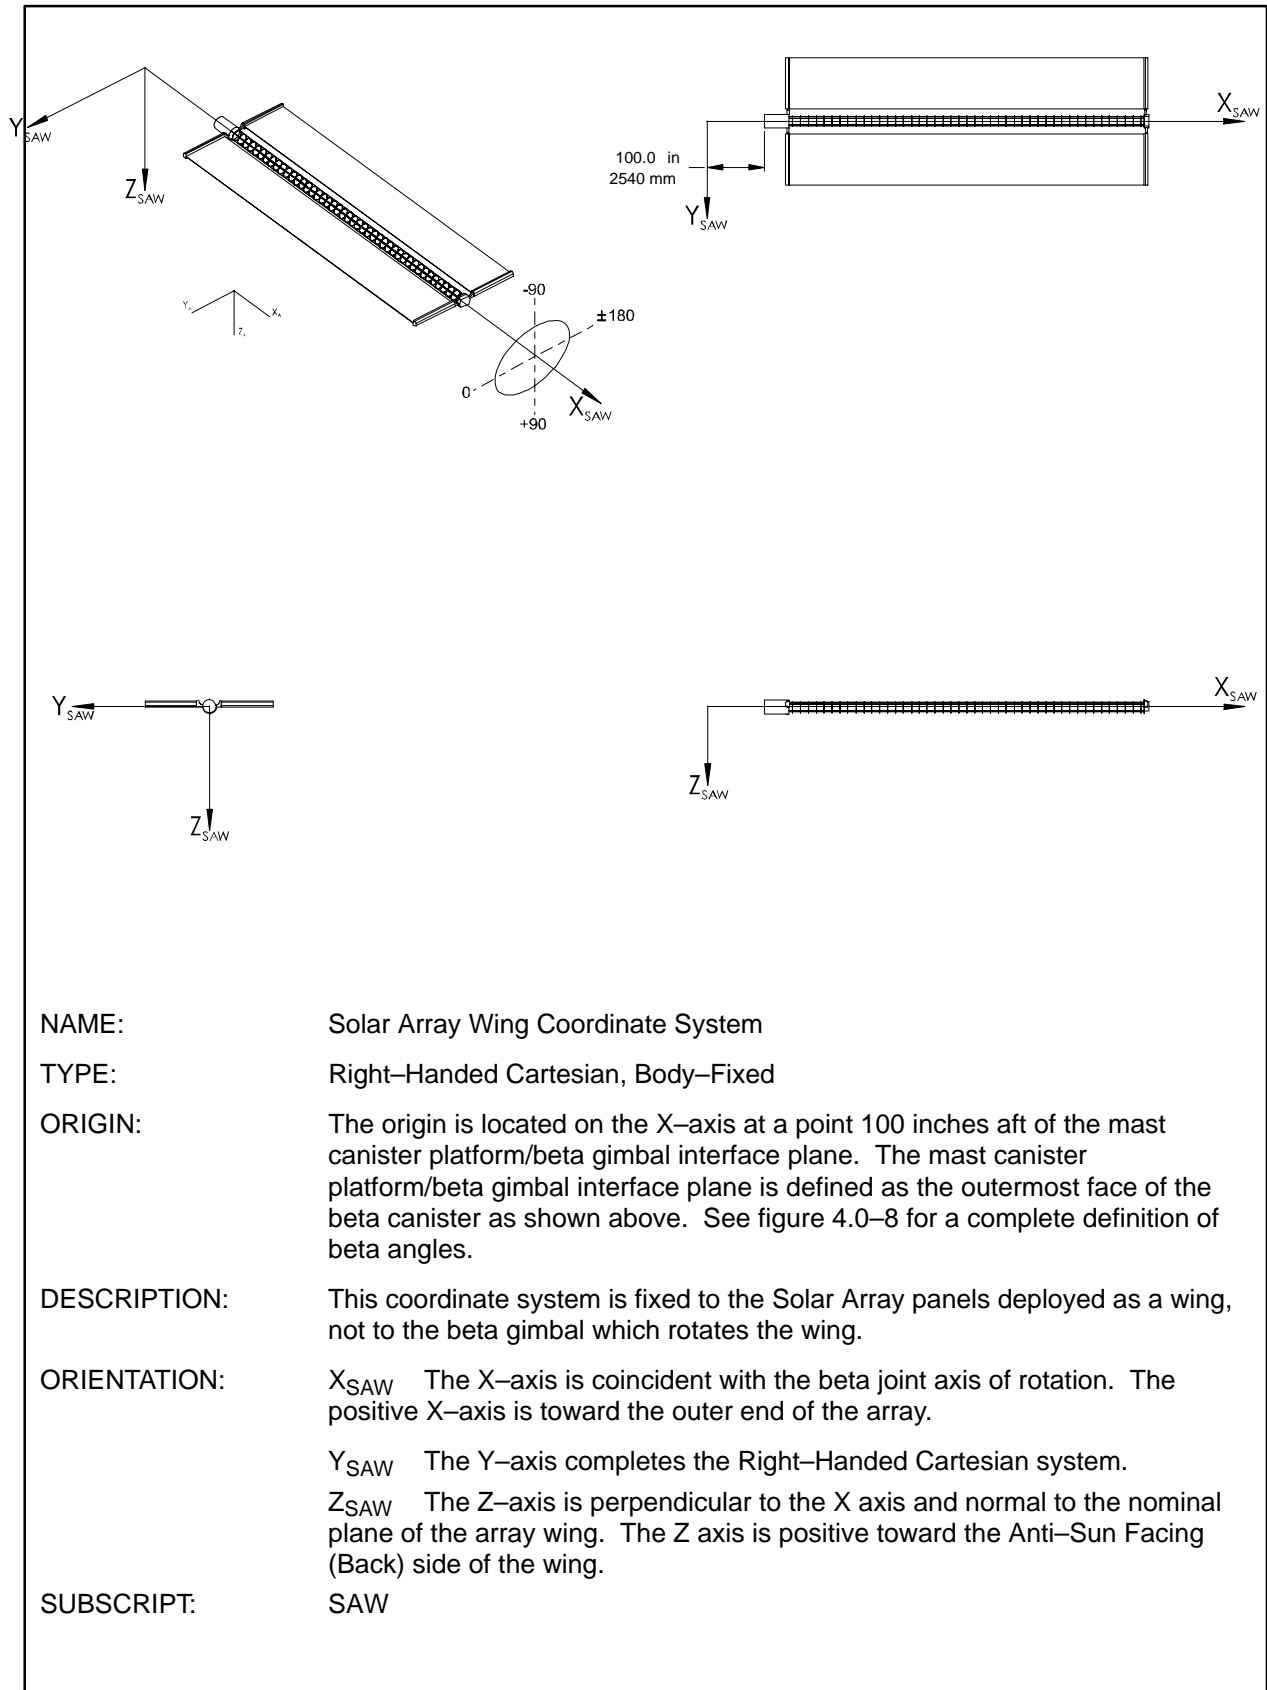 Y SAW
Z SAW
Y A
X A
Z A
-90
±180
0
+90
X SAW
X SAW
100.0 in
2540 mm
Y SAW
Y SAW
Z SAW
X SAW
Z SAW
NAME: Solar Array Wing Coordinate System
TYPE: Right–Handed Cartesian, Body–Fixed
ORIGIN: The origin is located on the X–axis at a point 100 inches aft of the mast
canister platform/beta gimbal interface plane. The mast canister
platform/beta gimbal interface plane is defined as the outermost face of the
beta canister as shown above. See figure 4.0–8 for a complete definition of
beta angles.
DESCRIPTION: This coordinate system is fixed to the Solar Array panels deployed as a wing,
not to the beta gimbal which rotates the wing.
ORIENTATION: XSAW The X–axis is coincident with the beta joint axis of rotation. The
positive X–axis is toward the outer end of the array.
YSAW The Y–axis completes the Right–Handed Cartesian system.
ZSAW The Z–axis is perpendicular to the X axis and normal to the nominal
plane of the array wing. The Z axis is positive toward the Anti–Sun Facing
(Back) side of the wing.
SUBSCRIPT: SAW